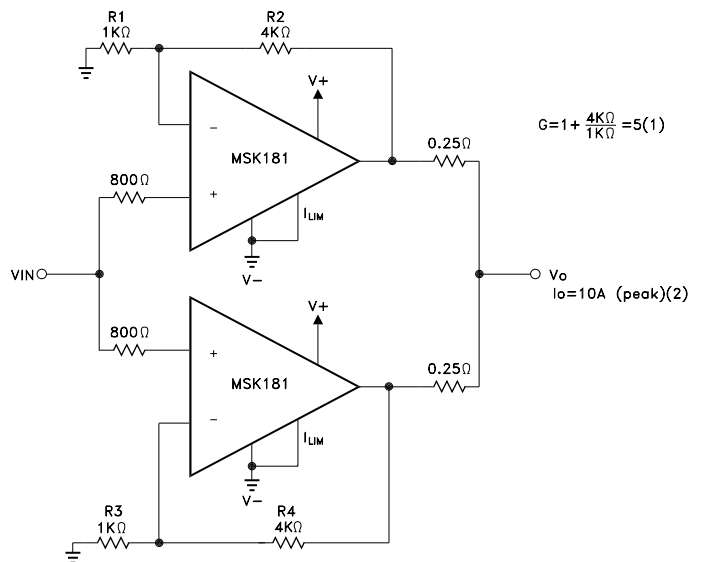 R1
1KΩ
R2
4KΩ
V+
G=1+ 4KΩ/1KΩ =5(1)
−
MSK181
0.25Ω
800Ω
+
ILIM
V−
VIN
Vo
Io=10A (peak)(2)
V+
800Ω
+
MSK181
0.25Ω
−
ILIM
V−
R3
1KΩ
R4
4KΩ